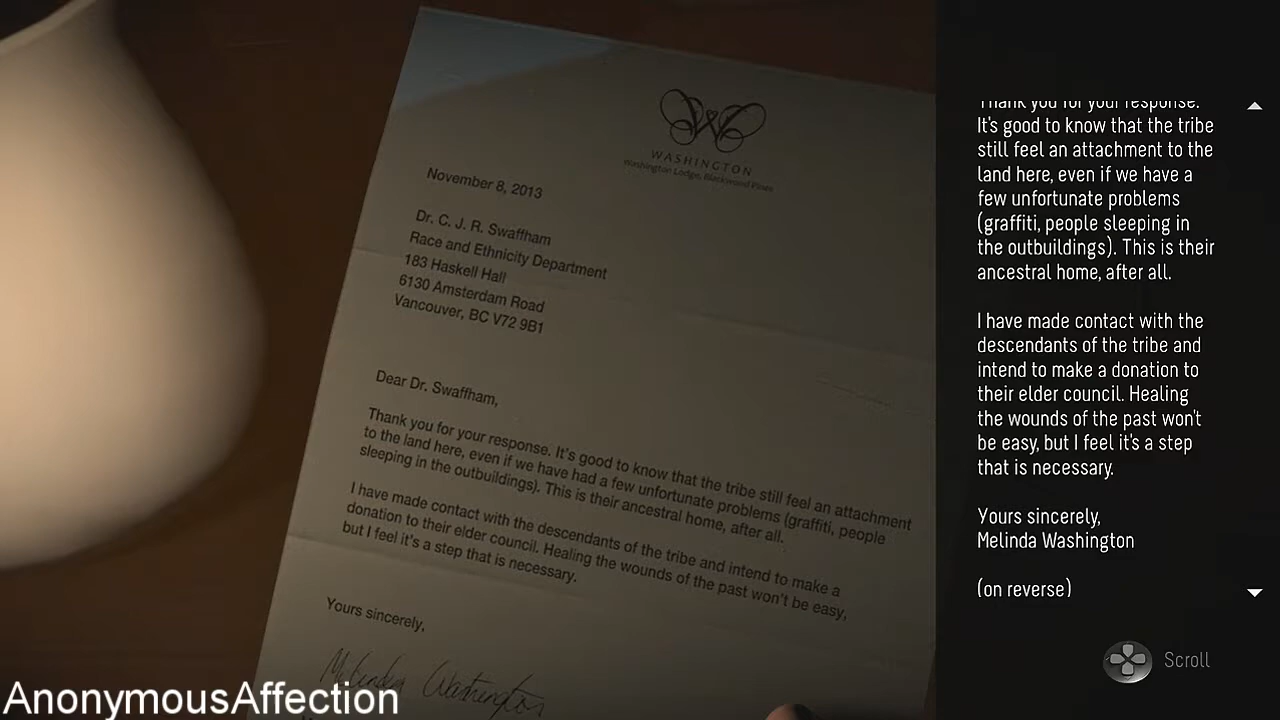 WASHINGTON
Washington Lodge, Blackwood Pines
November 8, 2013
Dr. C. J. R. Swaffham
Race and Ethnicity Department
183 Haskell Hall
6130 Amsterdam Road
Vancouver, BC V72 9B1
Dear Dr. Swaffham,
Thank you for your response. It's good to know that the tribe still feel an attachment
to the land here, even if we have had a few unfortunate problems (graffiti, people
sleeping in the outbuildings). This is their ancestral home, after all.
I have made contact with the descendants of the tribe and intend to make a
donation to their elder council. Healing the wounds of the past won't be easy,
but I feel it's a step that is necessary.
Yours sincerely,
Melinda Washington
AnonymousAffection
Thank you for your response.
It's good to know that the tribe
still feel an attachment to the
land here, even if we have a
few unfortunate problems
(graffiti, people sleeping in
the outbuildings). This is their
ancestral home, after all.
I have made contact with the
descendants of the tribe and
intend to make a donation to
their elder council. Healing
the wounds of the past won't
be easy, but I feel it's a step
that is necessary.
Yours sincerely,
Melinda Washington
(on reverse)
Scroll